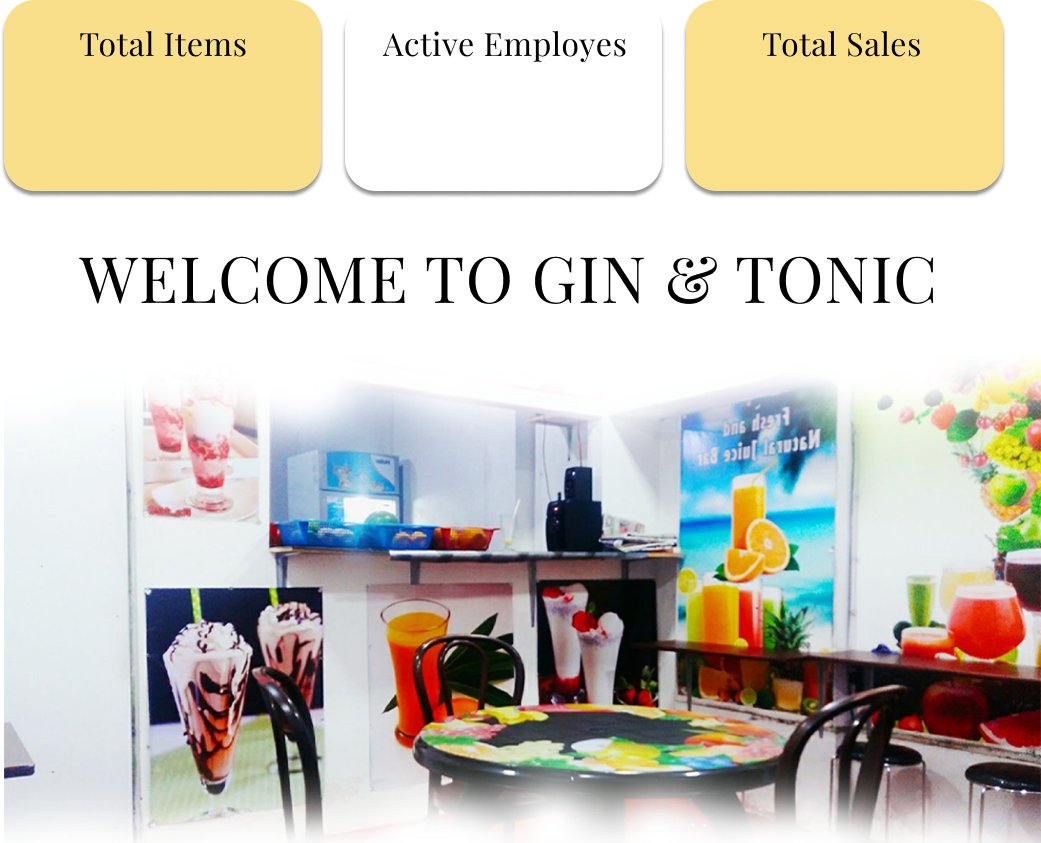 Total Items
Active Employes
Total Sales
WELCOME TO GIN & TONIC
Fresh and
Natural Juice Bar